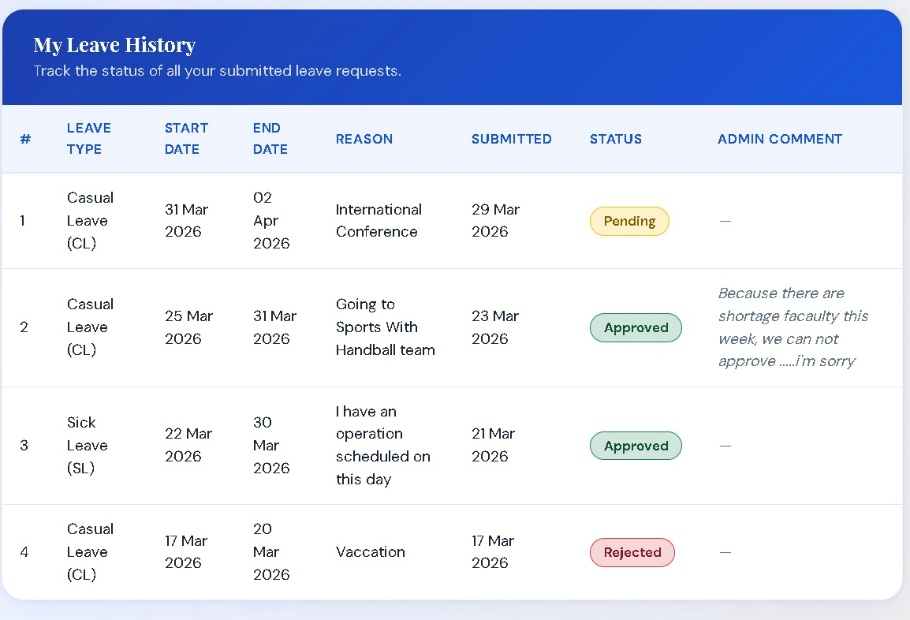 My Leave History
Track the status of all your submitted leave requests.
# LEAVE TYPE START DATE END DATE REASON SUBMITTED STATUS ADMIN COMMENT
1 Casual Leave (CL) 31 Mar 2026 02 Apr 2026 International Conference 29 Mar 2026 Pending —
2 Casual Leave (CL) 25 Mar 2026 31 Mar 2026 Going to Sports With Handball team 23 Mar 2026 Approved Because there are shortage facaulty this week, we can not approve .....i'm sorry
3 Sick Leave (SL) 22 Mar 2026 30 Mar 2026 I have an operation scheduled on this day 21 Mar 2026 Approved —
4 Casual Leave (CL) 17 Mar 2026 20 Mar 2026 Vaccation 17 Mar 2026 Rejected —